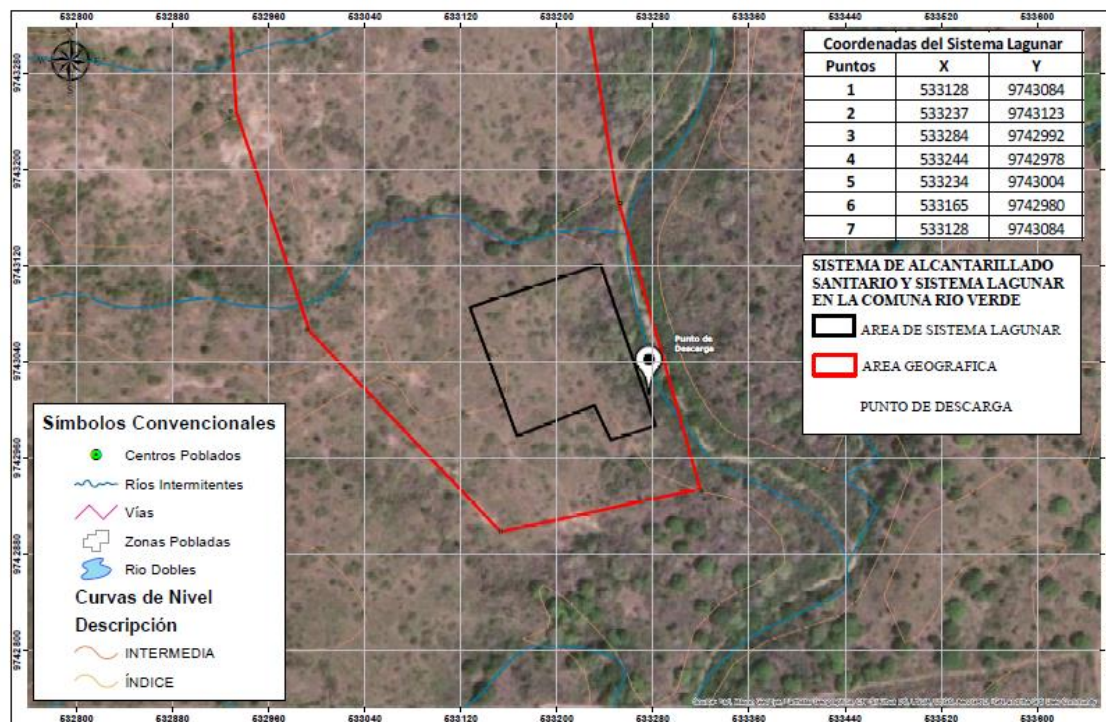 532800 532880 532960 533040 533120 533200 533280 533360 533440 533520 533600
9743280
9743200
9743120
9743040
9742960
9742880
9742800
N
W E
S
Coordenadas del Sistema Lagunar
Puntos X Y
1 533128 9743084
2 533237 9743123
3 533284 9742992
4 533244 9742978
5 533234 9743004
6 533165 9742980
7 533128 9743084
SISTEMA DE ALCANTARILLADO
SANITARIO Y SISTEMA LAGUNAR
EN LA COMUNA RIO VERDE
AREA DE SISTEMA LAGUNAR
AREA GEOGRAFICA
PUNTO DE DESCARGA
Punto de
Descarga
Símbolos Convencionales
Centros Poblados
Ríos Intermitentes
Vías
Zonas Pobladas
Rio Dobles
Curvas de Nivel
Descripción
INTERMEDIA
ÍNDICE
532800 532880 532960 533040 533120 533200 533280 533360 533440 533520 533600